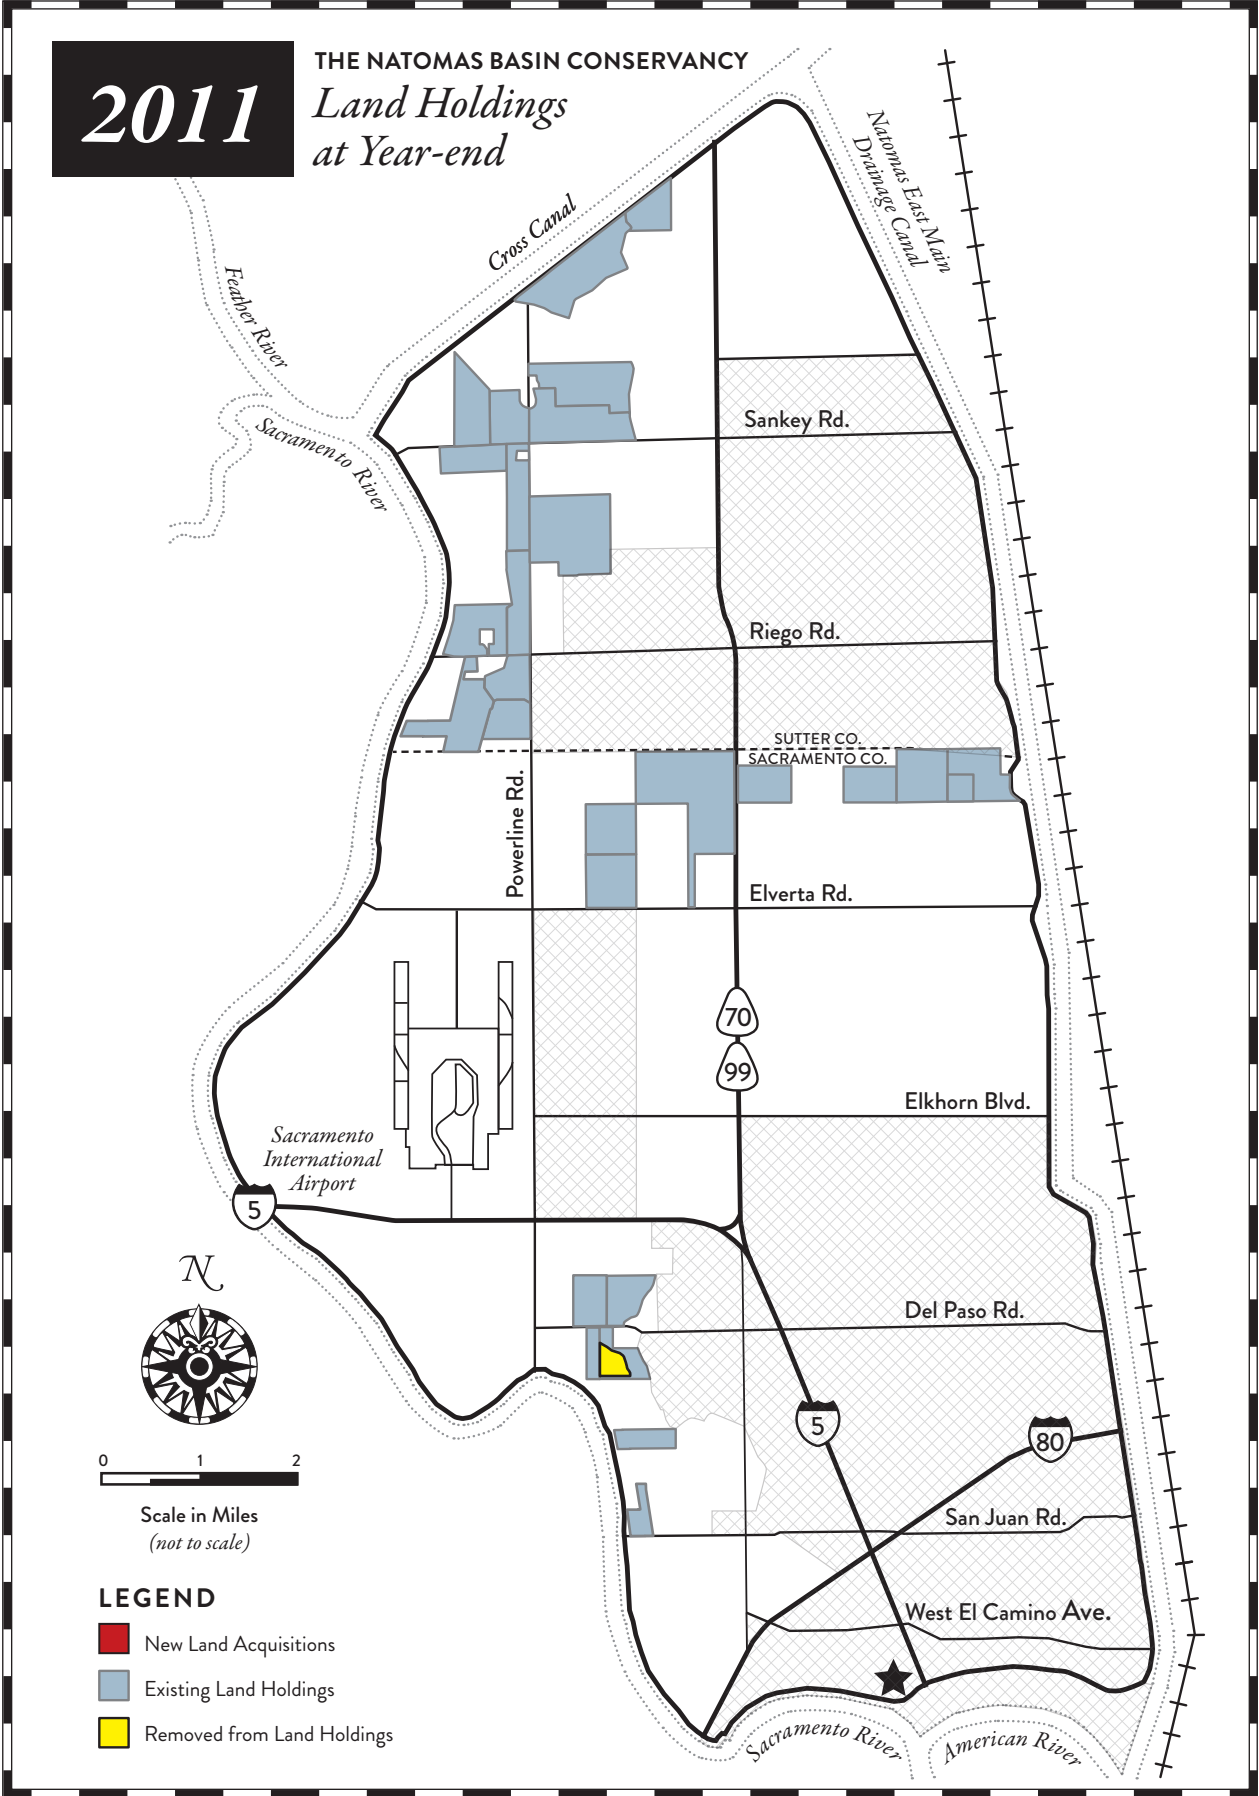 2011
THE NATOMAS BASIN CONSERVANCY
Land Holdings
at Year-end
Cross Canal
Natomas East Main
Drainage Canal
Feather River
Sacramento River
Sankey Rd.
Riego Rd.
SUTTER CO.
SACRAMENTO CO.
Powerline Rd.
Elverta Rd.
70
99
Elkhorn Blvd.
Sacramento
International
Airport
5
N
Del Paso Rd.
5
80
0 1 2
Scale in Miles
(not to scale)
San Juan Rd.
LEGEND
New Land Acquisitions
Existing Land Holdings
Removed from Land Holdings
West El Camino Ave.
Sacramento River
American River